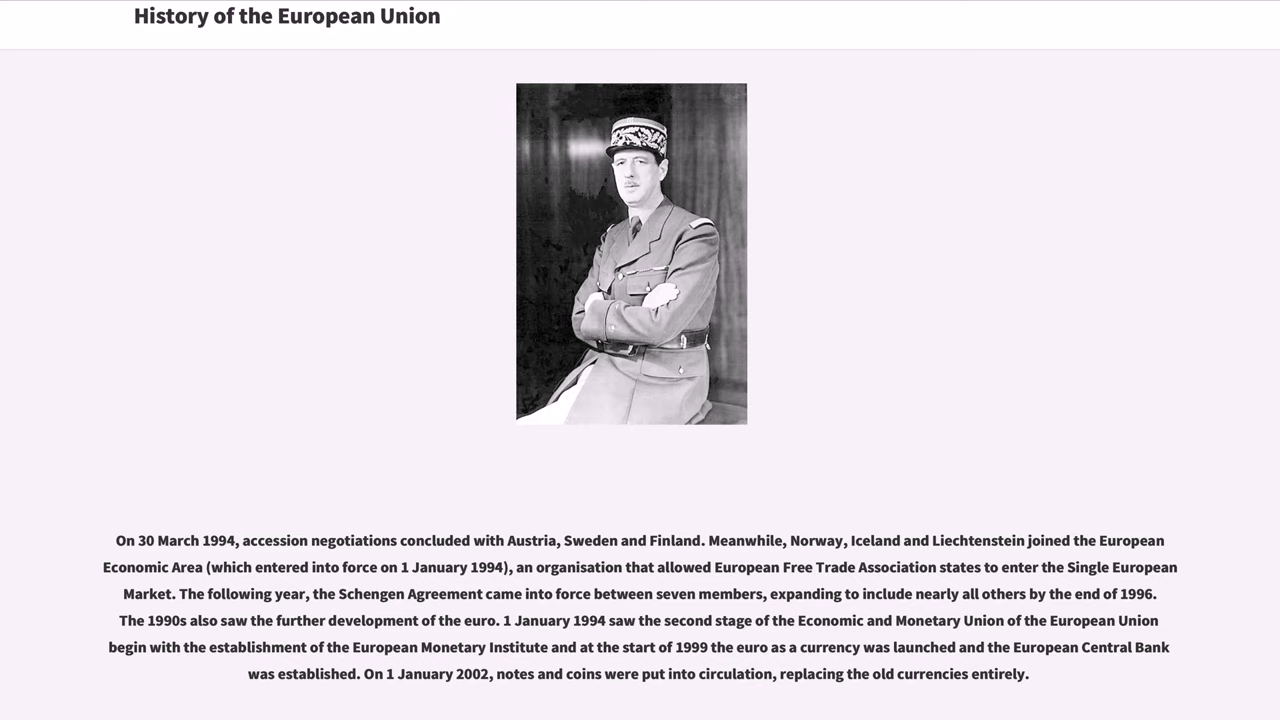 History of the European Union
On 30 March 1994, accession negotiations concluded with Austria, Sweden and Finland. Meanwhile, Norway, Iceland and Liechtenstein joined the European
Economic Area (which entered into force on 1 January 1994), an organisation that allowed European Free Trade Association states to enter the Single European
Market. The following year, the Schengen Agreement came into force between seven members, expanding to include nearly all others by the end of 1996.
The 1990s also saw the further development of the euro. 1 January 1994 saw the second stage of the Economic and Monetary Union of the European Union
begin with the establishment of the European Monetary Institute and at the start of 1999 the euro as a currency was launched and the European Central Bank
was established. On 1 January 2002, notes and coins were put into circulation, replacing the old currencies entirely.